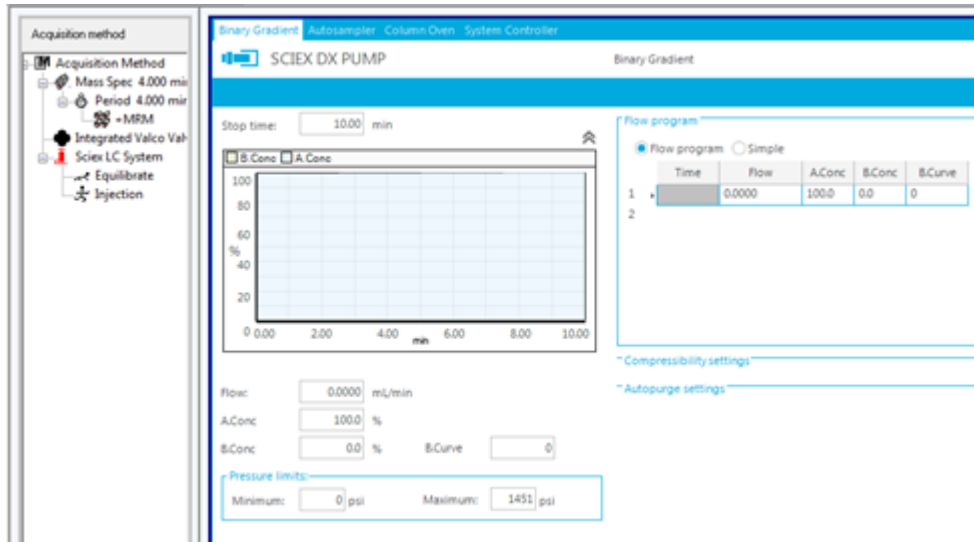 Acquisition method
Acquisition Method
Mass Spec 4.000 min
Period 4.000 min
+MRM
Integrated Valco Valv
Sciex LC System
Equilibrate
Injection
Binary Gradient Autosampler Column Oven System Controller
SCIEX DX PUMP Binary Gradient
Stop time: 10.00 min
B.Conc A.Conc
100
80
60
%
40
20
0 0.00 2.00 4.00 6.00 8.00 10.00
min
Flow: 0.0000 mL/min
A.Conc 100.0 %
B.Conc 0.0 % B.Curve 0
Pressure limits:
Minimum: 0 psi Maximum: 1451 psi
Flow program
Flow program Simple
Time Flow A.Conc B.Conc B.Curve
1 0.0000 100.0 0.0 0
2
Compressibility settings
Autopurge settings